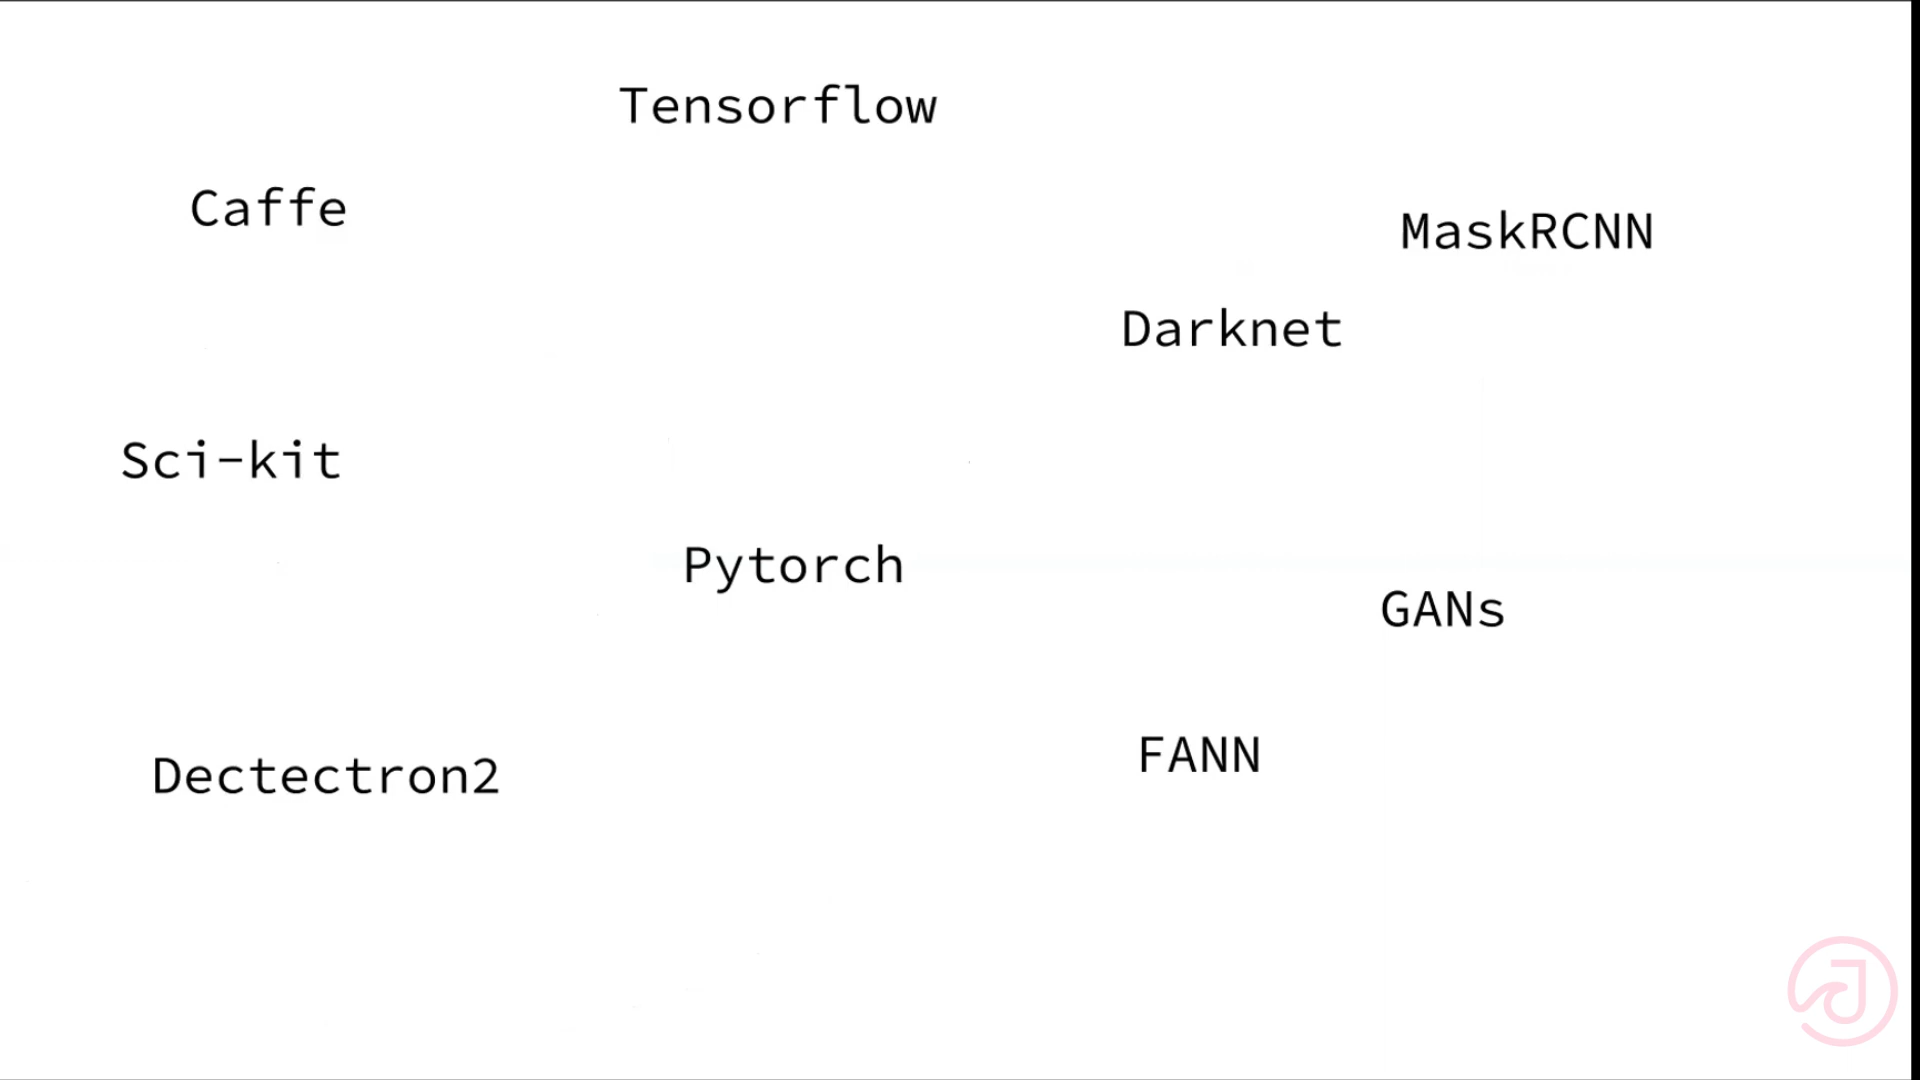 Tensorflow
Caffe
MaskRCNN
Darknet
Sci-kit
Pytorch
GANs
FANN
Dectectron2